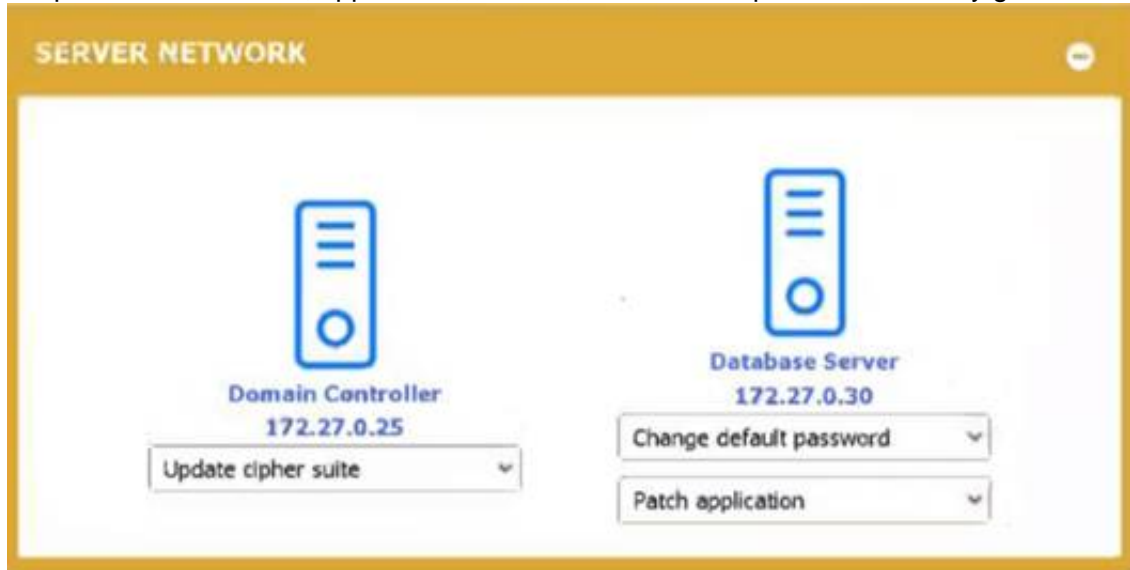 SERVER NETWORK
Domain Controller
172.27.0.25
Update cipher suite
Database Server
172.27.0.30
Change default password
Patch application